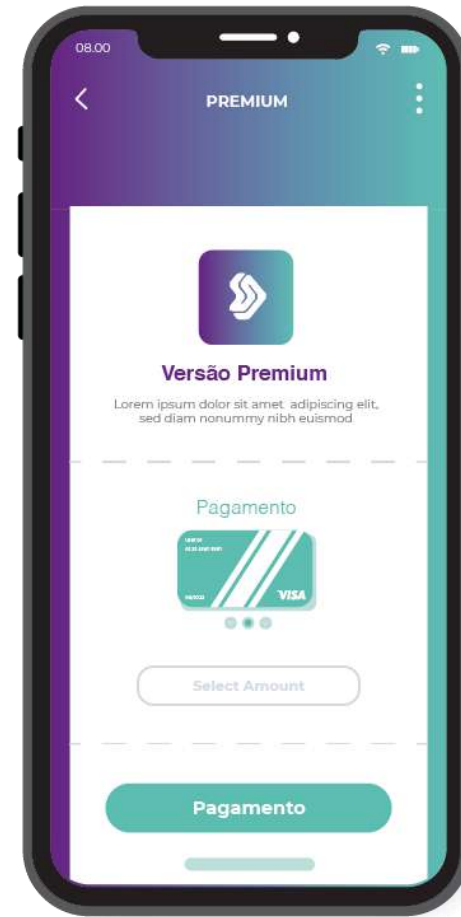 08.00
PREMIUM
Versão Premium
Lorem ipsum dolor sit amet adipiscing elit,
sed diam nonummy nibh euismod
Pagamento
VISA
Select Amount
Pagamento